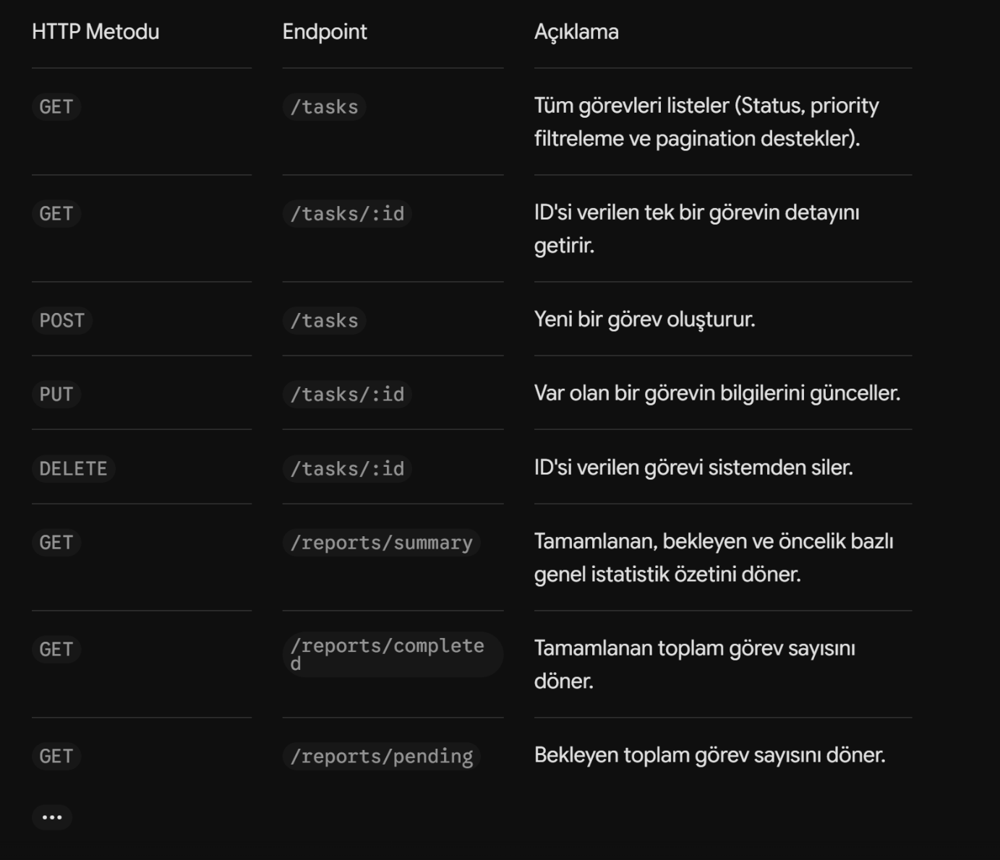 HTTP Metodu Endpoint Açıklama
GET /tasks Tüm görevleri listeler (Status, priority
filtreleme ve pagination destekler).
GET /tasks/:id ID'si verilen tek bir görevin detayını
getirir.
POST /tasks Yeni bir görev oluşturur.
PUT /tasks/:id Var olan bir görevin bilgilerini günceller.
DELETE /tasks/:id ID'si verilen görevi sistemden siler.
GET /reports/summary Tamamlanan, bekleyen ve öncelik bazlı
genel istatistik özetini döner.
GET /reports/complete
d
Tamamlanan toplam görev sayısını
döner.
GET /reports/pending Bekleyen toplam görev sayısını döner.
...